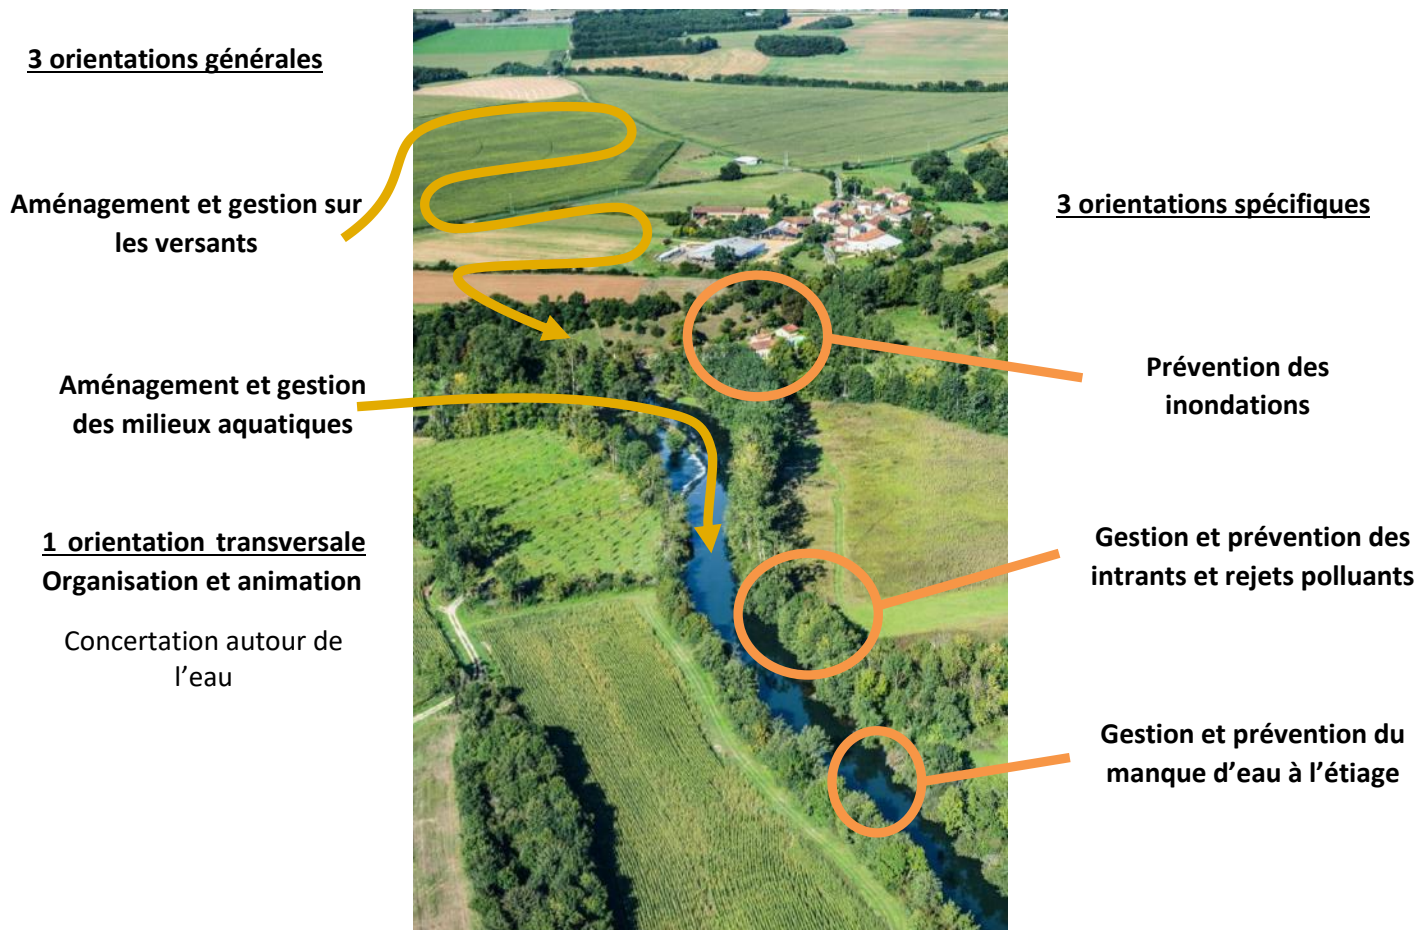 3 orientations générales
Aménagement et gestion sur
les versants
Aménagement et gestion
des milieux aquatiques
1 orientation transversale
Organisation et animation
Concertation autour de
l’eau
3 orientations spécifiques
Prévention des
inondations
Gestion et prévention des
intrants et rejets polluants
Gestion et prévention du
manque d’eau à l’étiage